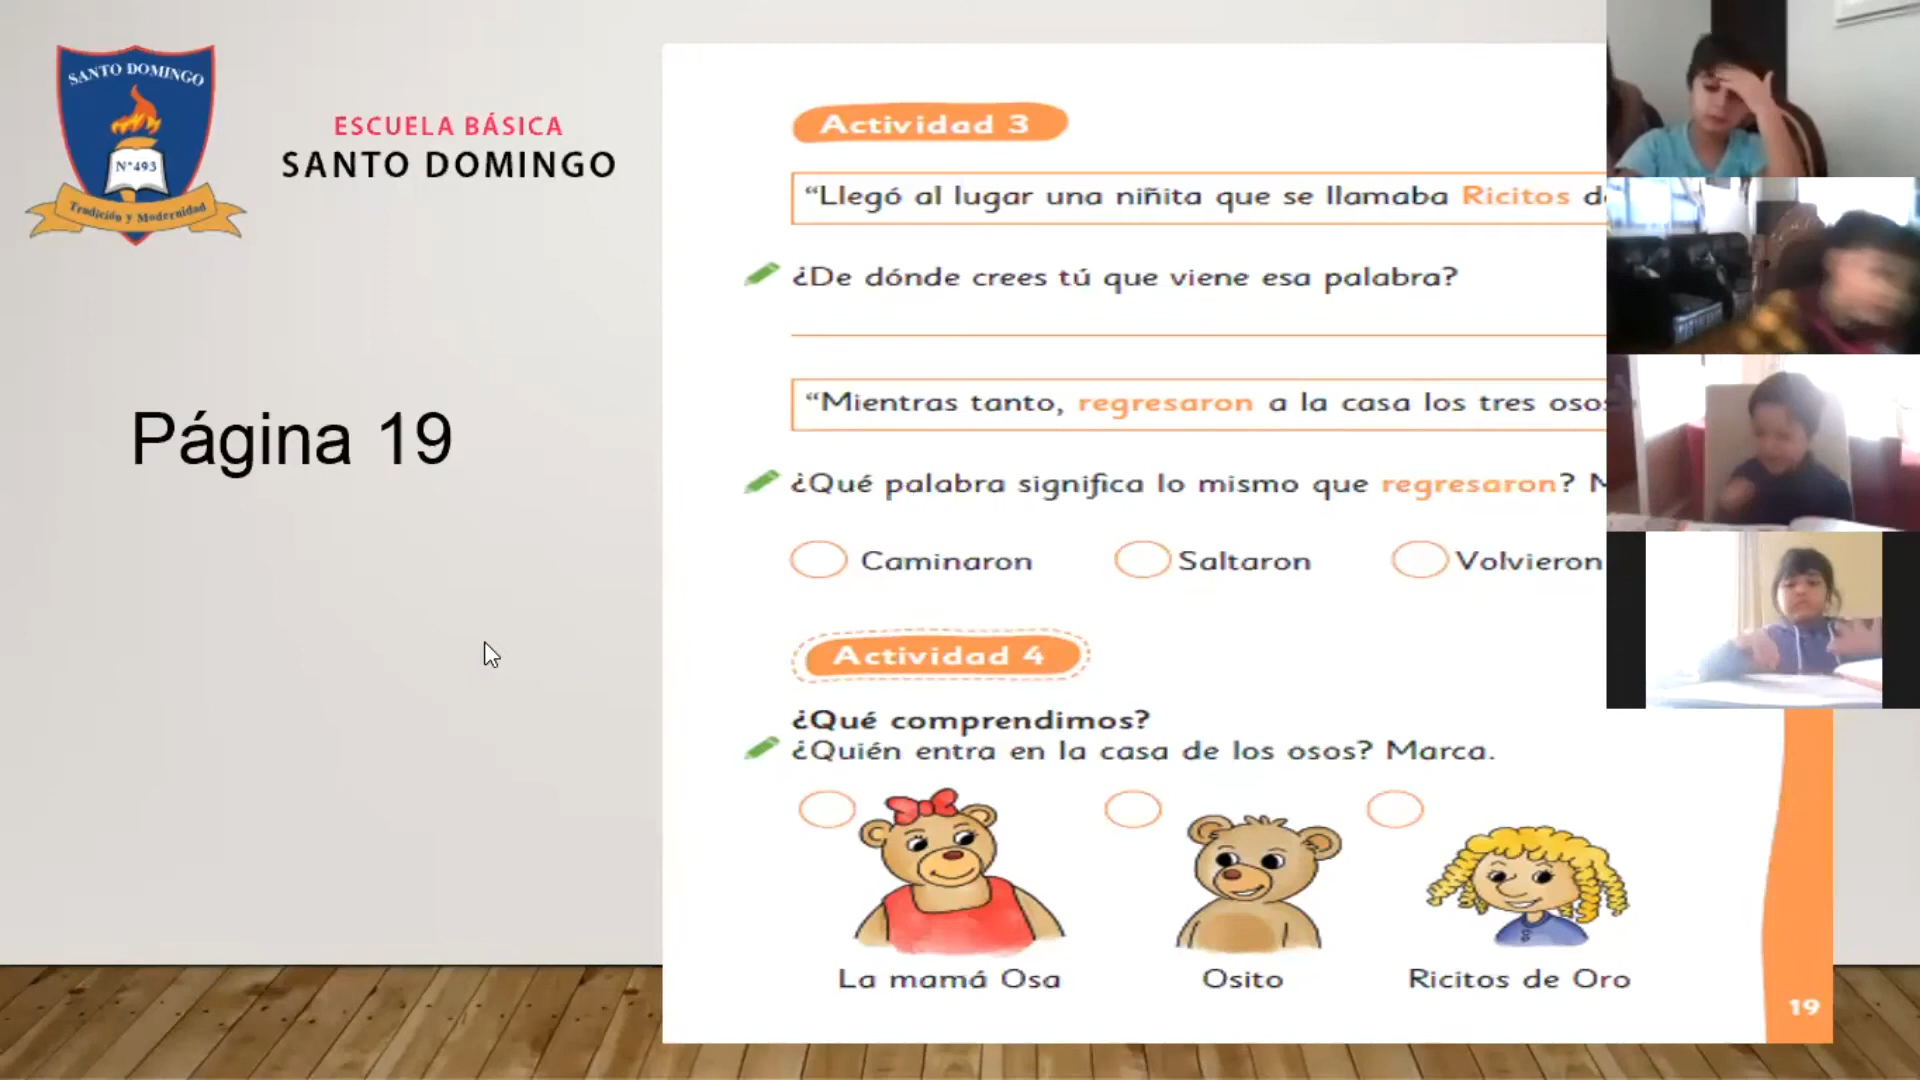 SANTO DOMINGO
N°493
Tradición y Modernidad
ESCUELA BÁSICA
SANTO DOMINGO
Página 19
Actividad 3
“Llegó al lugar una niñita que se llamaba Ricitos
¿De dónde crees tú que viene esa palabra?
“Mientras tanto, regresaron a la casa los tres osos
¿Qué palabra significa lo mismo que regresaron?
Caminaron Saltaron Volvieron
Actividad 4
¿Qué comprendimos?
¿Quién entra en la casa de los osos? Marca.
La mamá Osa Osito Ricitos de Oro
19